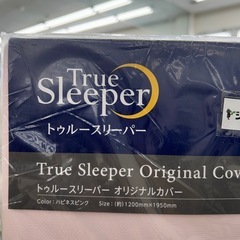 True
Sleeper
トゥルースリーパー
True Sleeper Original Cov
トゥルースリーパー オリジナルカバー
Color : ハピネスピンク Size : (約)1200mm×1950mm